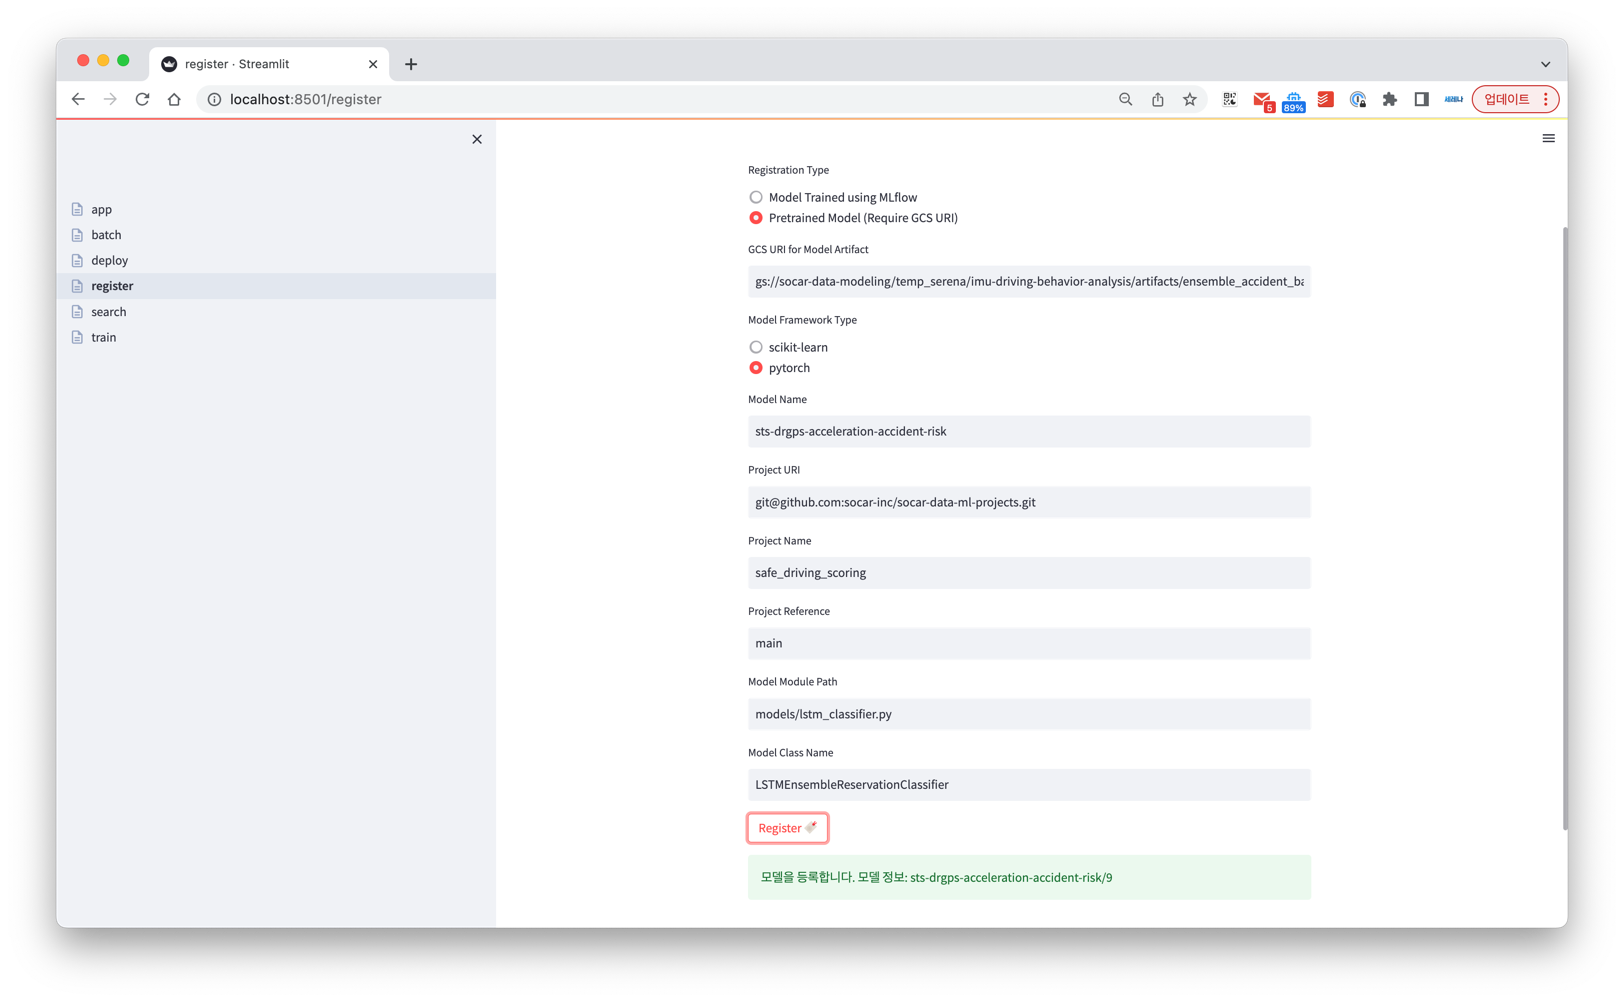 register · Streamlit
localhost:8501/register
5
89%
세레나
업데이트
app
batch
deploy
register
search
train
Registration Type
Model Trained using MLflow
Pretrained Model (Require GCS URI)
GCS URI for Model Artifact
gs://socar-data-modeling/temp_serena/imu-driving-behavior-analysis/artifacts/ensemble_accident_ba
Model Framework Type
scikit-learn
pytorch
Model Name
sts-drgps-acceleration-accident-risk
Project URI
git@github.com:socar-inc/socar-data-ml-projects.git
Project Name
safe_driving_scoring
Project Reference
main
Model Module Path
models/lstm_classifier.py
Model Class Name
LSTMEnsembleReservationClassifier
Register
모델을 등록합니다. 모델 정보: sts-drgps-acceleration-accident-risk/9